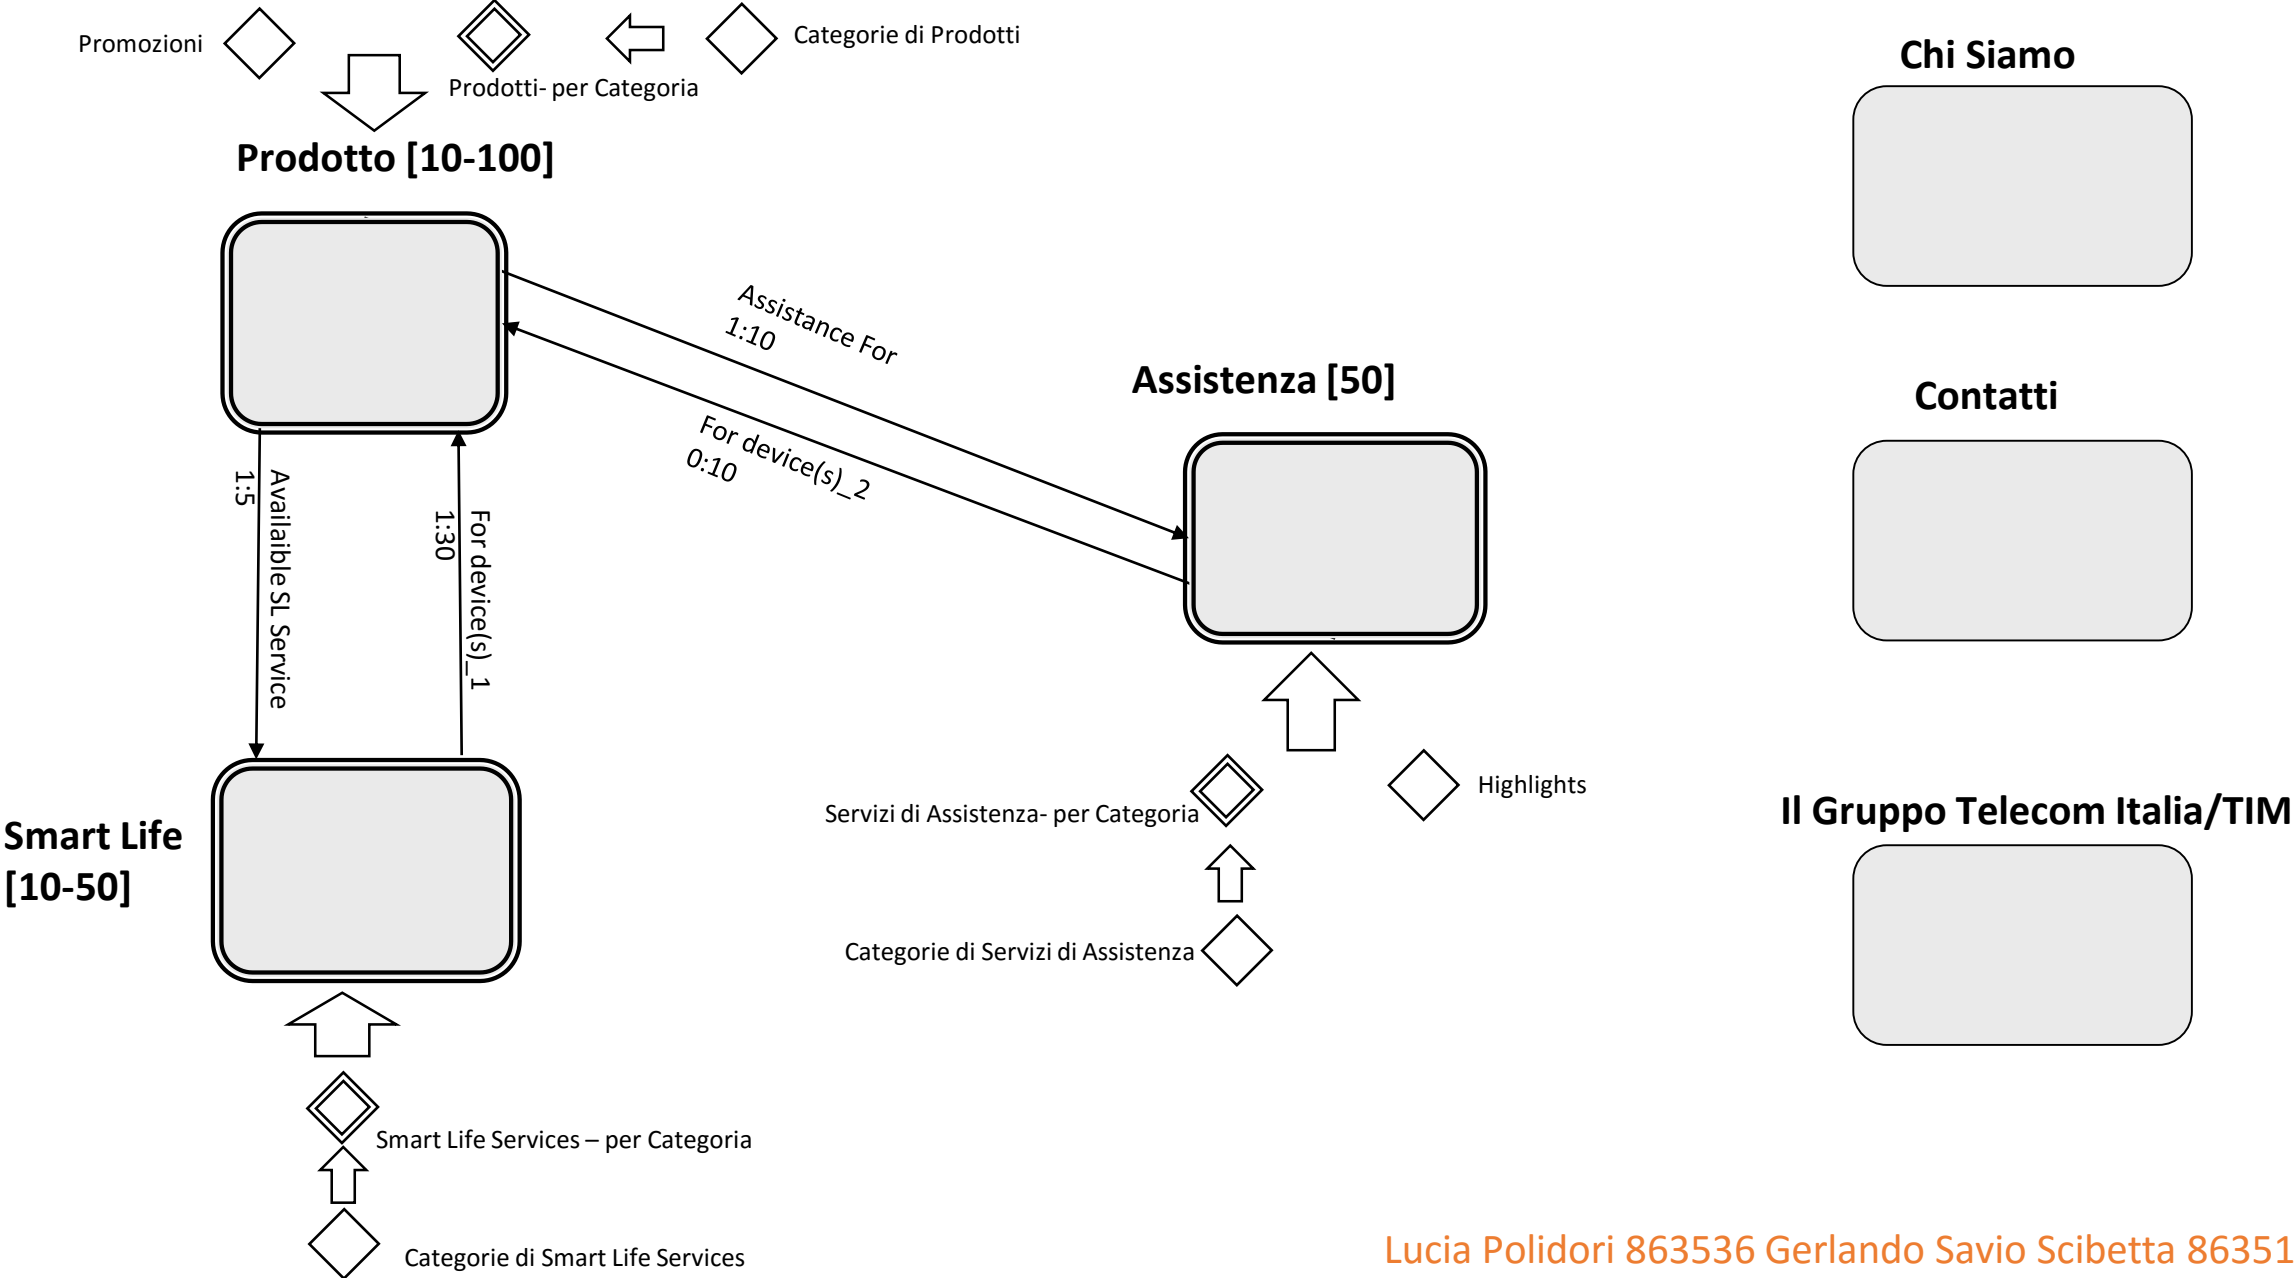 Promozioni
Categorie di Prodotti
Prodotti- per Categoria
Prodotto [10-100]
Chi Siamo
Assistance For
1:10
For device(s)_2
0:10
Assistenza [50]
Contatti
Availaible SL Service
1:5
For device(s)_1
1:30
Servizi di Assistenza- per Categoria
Highlights
Il Gruppo Telecom Italia/TIM
Smart Life
[10-50]
Categorie di Servizi di Assistenza
Smart Life Services – per Categoria
Categorie di Smart Life Services
Lucia Polidori 863536 Gerlando Savio Scibetta 86351